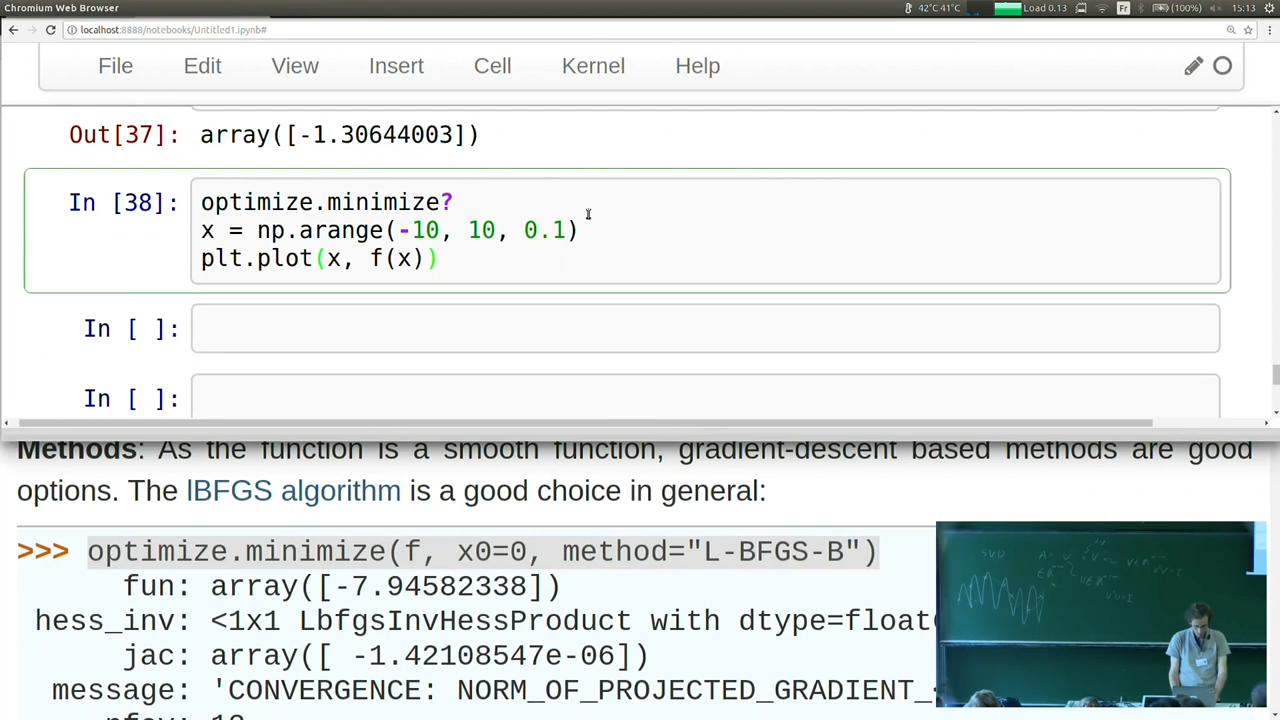 Chromium Web Browser
42°C 41°C Load 0.13 Fr (100%) 15:13
localhost:8888/notebooks/Untitled1.ipynb#
File Edit View Insert Cell Kernel Help
Out[37]: array([-1.30644003])
In [38]: optimize.minimize?
x = np.arange(-10, 10, 0.1)
plt.plot(x, f(x))
In [ ]:
In [ ]:
Methods: As the function is a smooth function, gradient-descent based methods are good
options. The lBFGS algorithm is a good choice in general:
>>> optimize.minimize(f, x0=0, method="L-BFGS-B")
fun: array([-7.94582338])
hess_inv: <1x1 LbfgsInvHessProduct with dtype=float
jac: array([ -1.42108547e-06])
message: 'CONVERGENCE: NORM_OF_PROJECTED_GRADIENT_
SVD